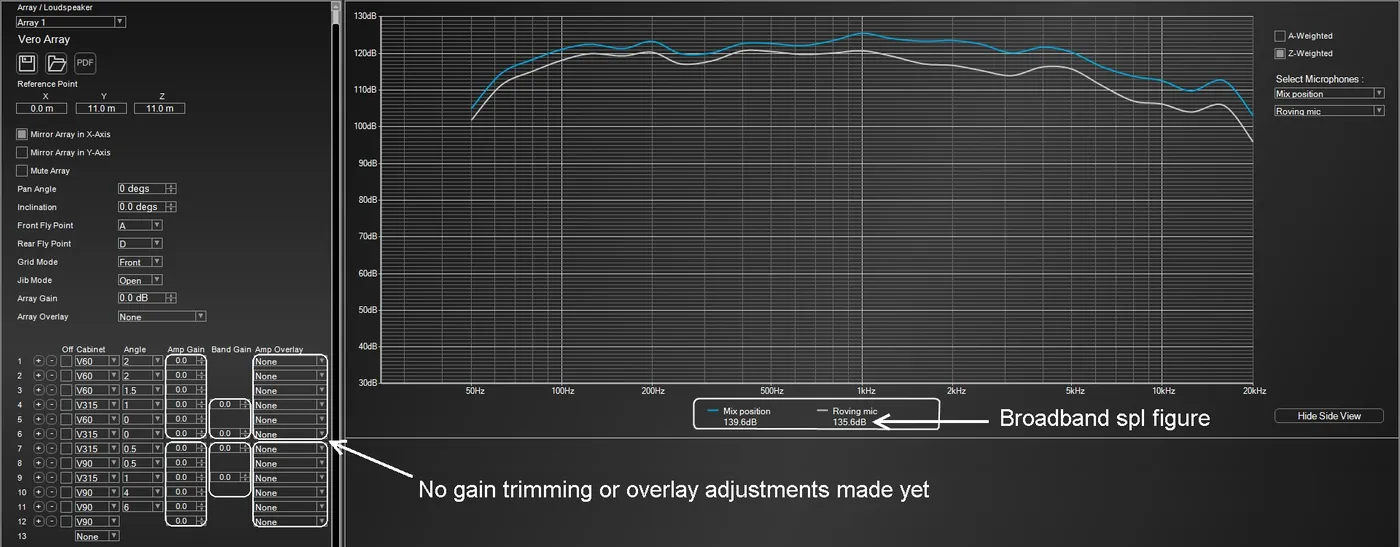 Array / Loudspeaker
Array 1
Vero Array
PDF
Reference Point
X Y Z
0.0 m 11.0 m 11.0 m
Mirror Array in X-Axis
Mirror Array in Y-Axis
Mute Array
Pan Angle 0 degs
Inclination 0.0 degs
Front Fly Point A
Rear Fly Point D
Grid Mode Front
Jib Mode Open
Array Gain 0.0 dB
Array Overlay None
Off Cabinet Angle Amp Gain Band Gain Amp Overlay
1 + - V60 2 0.0 None
2 + - V60 2 0.0 None
3 + - V60 1.5 0.0 None
4 + - V315 1 0.0 0.0 None
5 + - V60 0 0.0 None
6 + - V315 0 0.0 0.0 None
7 + - V315 0.5 0.0 0.0 None
8 + - V90 0.5 0.0 None
9 + - V315 1 0.0 0.0 None
10 + - V90 4 0.0 None
11 + - V90 6 0.0 None
12 + - V90 0.0 None
13 None
130dB
120dB
110dB
100dB
90dB
80dB
70dB
60dB
50dB
40dB
30dB
50Hz 100Hz 200Hz 500Hz 1kHz 2kHz 5kHz 10kHz 20kHz
Mix position Roving mic
139.6dB 135.6dB
Broadband spl figure
No gain trimming or overlay adjustments made yet
A-Weighted
Z-Weighted
Select Microphones :
Mix position
Roving mic
Hide Side View